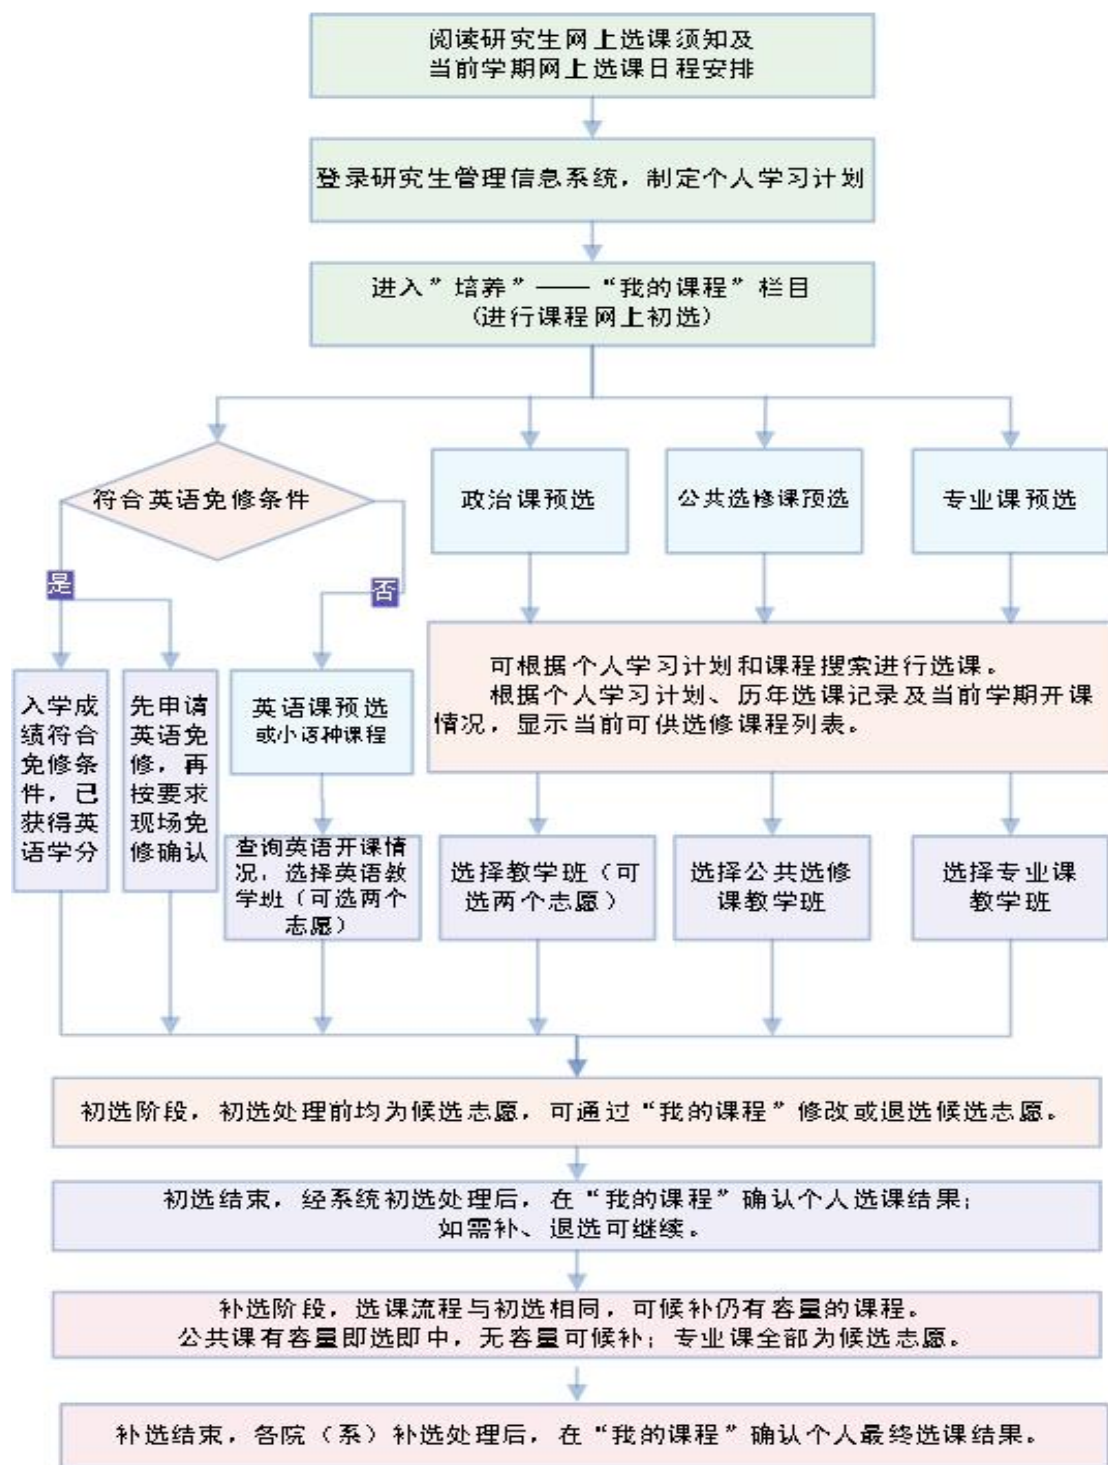 阅读研究生网上选课须知及
当前学期网上选课日程安排
登录研究生管理信息系统，制定个人学习计划
进入”培养”——“我的课程”栏目
(进行课程网上初选)
符合英语免修条件
政治课预选
公共选修课预选
专业课预选
是
否
入学成
绩符合
免修条
件，已
获得英
语学分
先申请
英语免
修，再
按要求
现场免
修确认
英语课预选
或小语种课程
可根据个人学习计划和课程搜索进行选课。
根据个人学习计划、历年选课记录及当前学期开课
情况，显示当前可供选修课程列表。
查询英语开课情
况，选择英语教
学班（可选两个
志愿）
选择教学班（可
选两个志愿）
选择公共选修
课教学班
选择专业课
教学班
初选阶段，初选处理前均为候选志愿，可通过“我的课程”修改或退选候选志愿。
初选结束，经系统初选处理后，在“我的课程”确认个人选课结果；
如需补、退选可继续。
补选阶段，选课流程与初选相同，可候补仍有容量的课程。
公共课有容量即选即中，无容量可候补；专业课全部为候选志愿。
补选结束，各院（系）补选处理后，在“我的课程”确认个人最终选课结果。